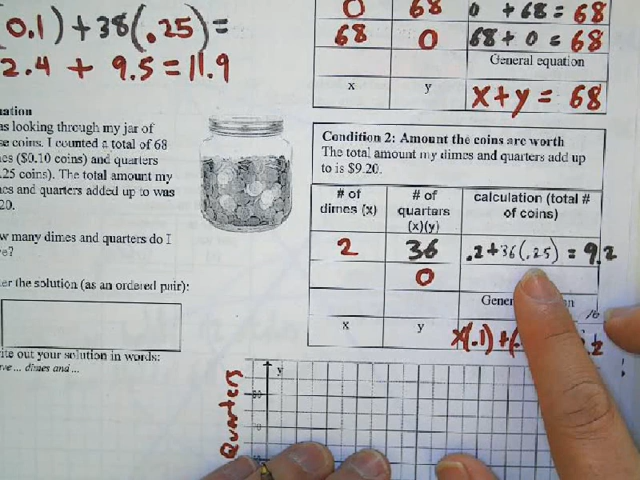 0.1) + 38(.25) =
2.4 + 9.5 = 11.9
0 68 0 + 68 = 68
68 0 68 + 0 = 68
General equation
x y x + y = 68
as looking through my jar of
se coins. I counted a total of 68
es ($0.10 coins) and quarters
.25 coins). The total amount my
nes and quarters added up to was
20.
w many dimes and quarters do I
ve?
er the solution (as an ordered pair):
rite out your solution in words:
dimes and ...
Condition 2: Amount the coins are worth
The total amount my dimes and quarters add up
to is $9.20.
# of dimes (x) # of quarters (x)(y) calculation (total # of coins)
2 36 .2 + 36(.25) = 9.2
0
Gener
x y x(.1) +
y
Quarters